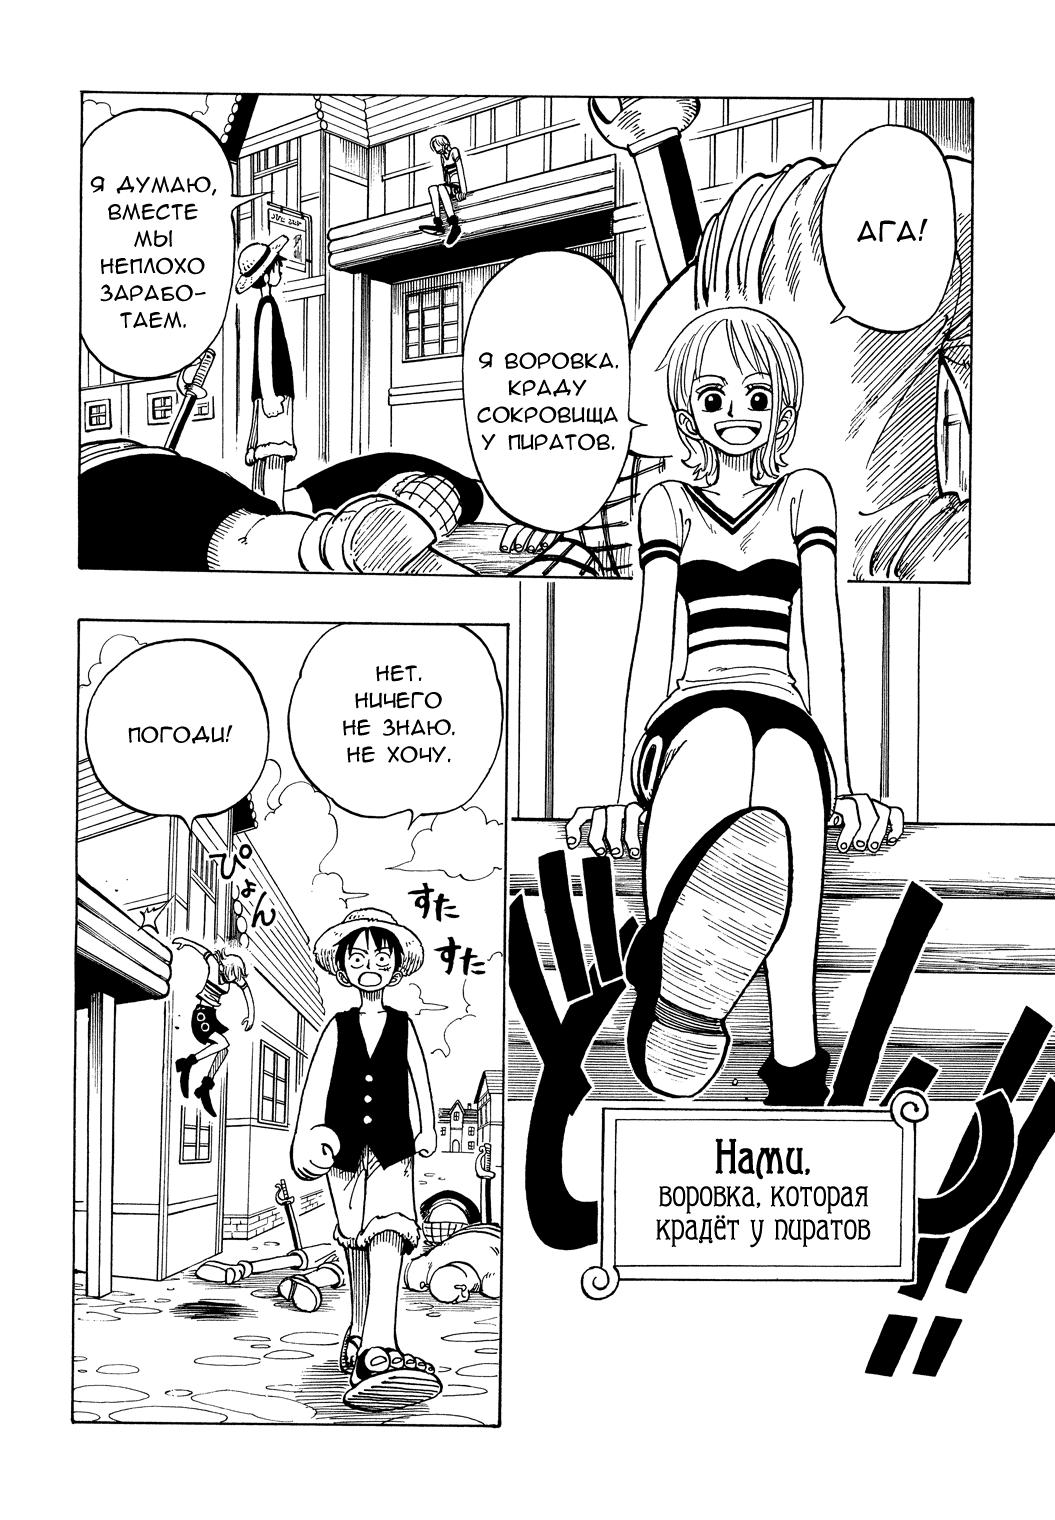 АГА!
Я ВОРОВКА.
КРАДУ
СОКРОВИЩА
У ПИРАТОВ.
Я ДУМАЮ,
ВМЕСТЕ
МЫ
НЕПЛОХО
ЗАРАБО-
ТАЕМ.
Нами,
воровка, которая
крадёт у пиратов
НЕТ.
НИЧЕГО
НЕ ЗНАЮ.
НЕ ХОЧУ.
ПОГОДИ!
ぴょん
すた
すた